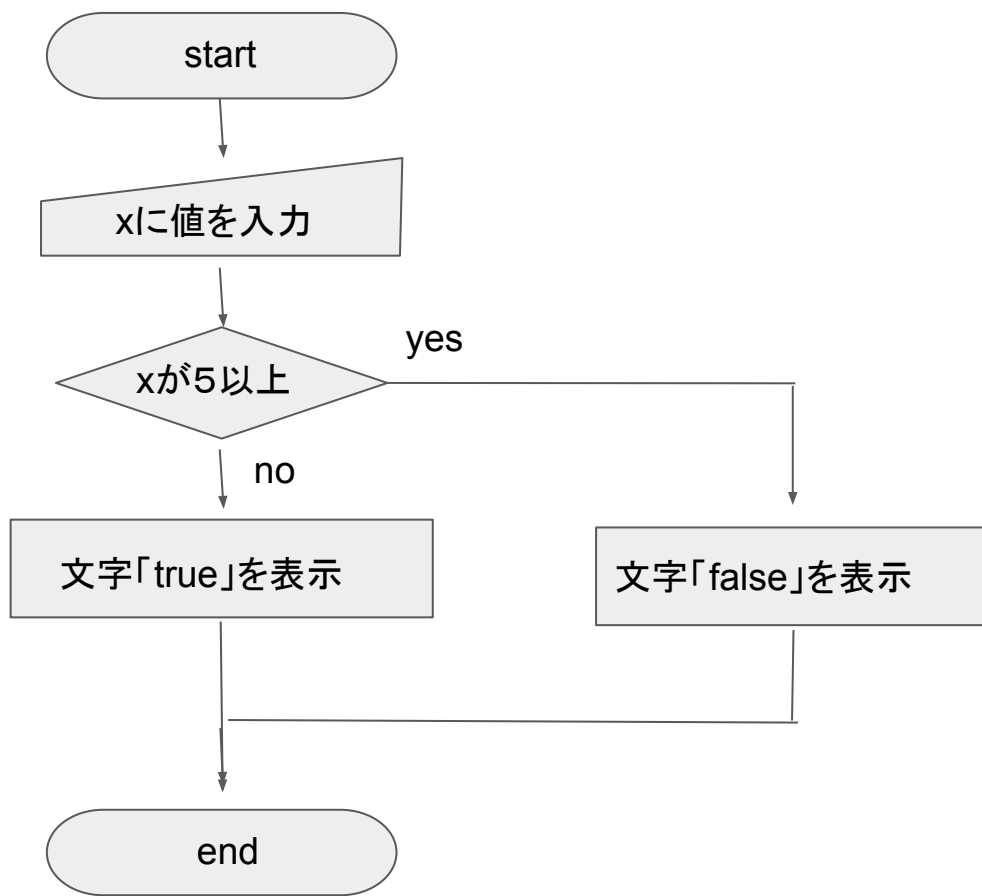 start
xに値を入力
xが５以上
yes
no
文字「true」を表示
文字「false」を表示
end